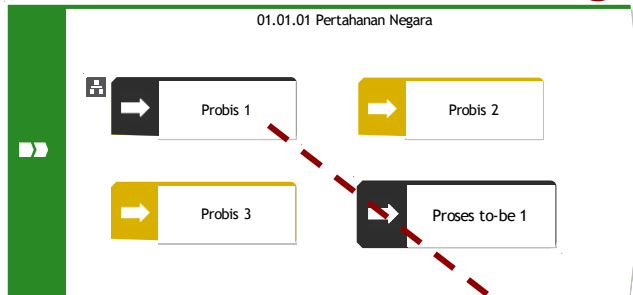 01.01.01 Pertahanan Negara
Probis 1
Probis 2
Probis 3
Proses to-be 1